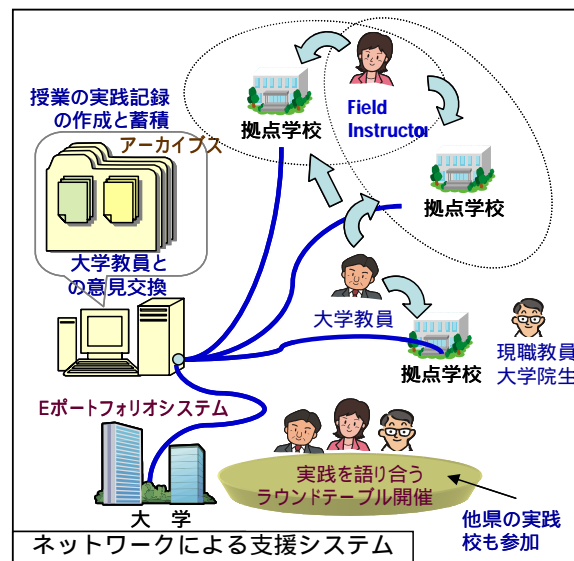 授業の実践記録
の作成と蓄積
アーカイブス
大学教員と
の意見交換
Field
Instructor
拠点学校
拠点学校
大学教員
拠点学校
現職教員
大学院生
Eポートフォリオシステム
大 学
実践を語り合う
ラウンドテーブル開催
他県の実践
校も参加
ネットワークによる支援システム